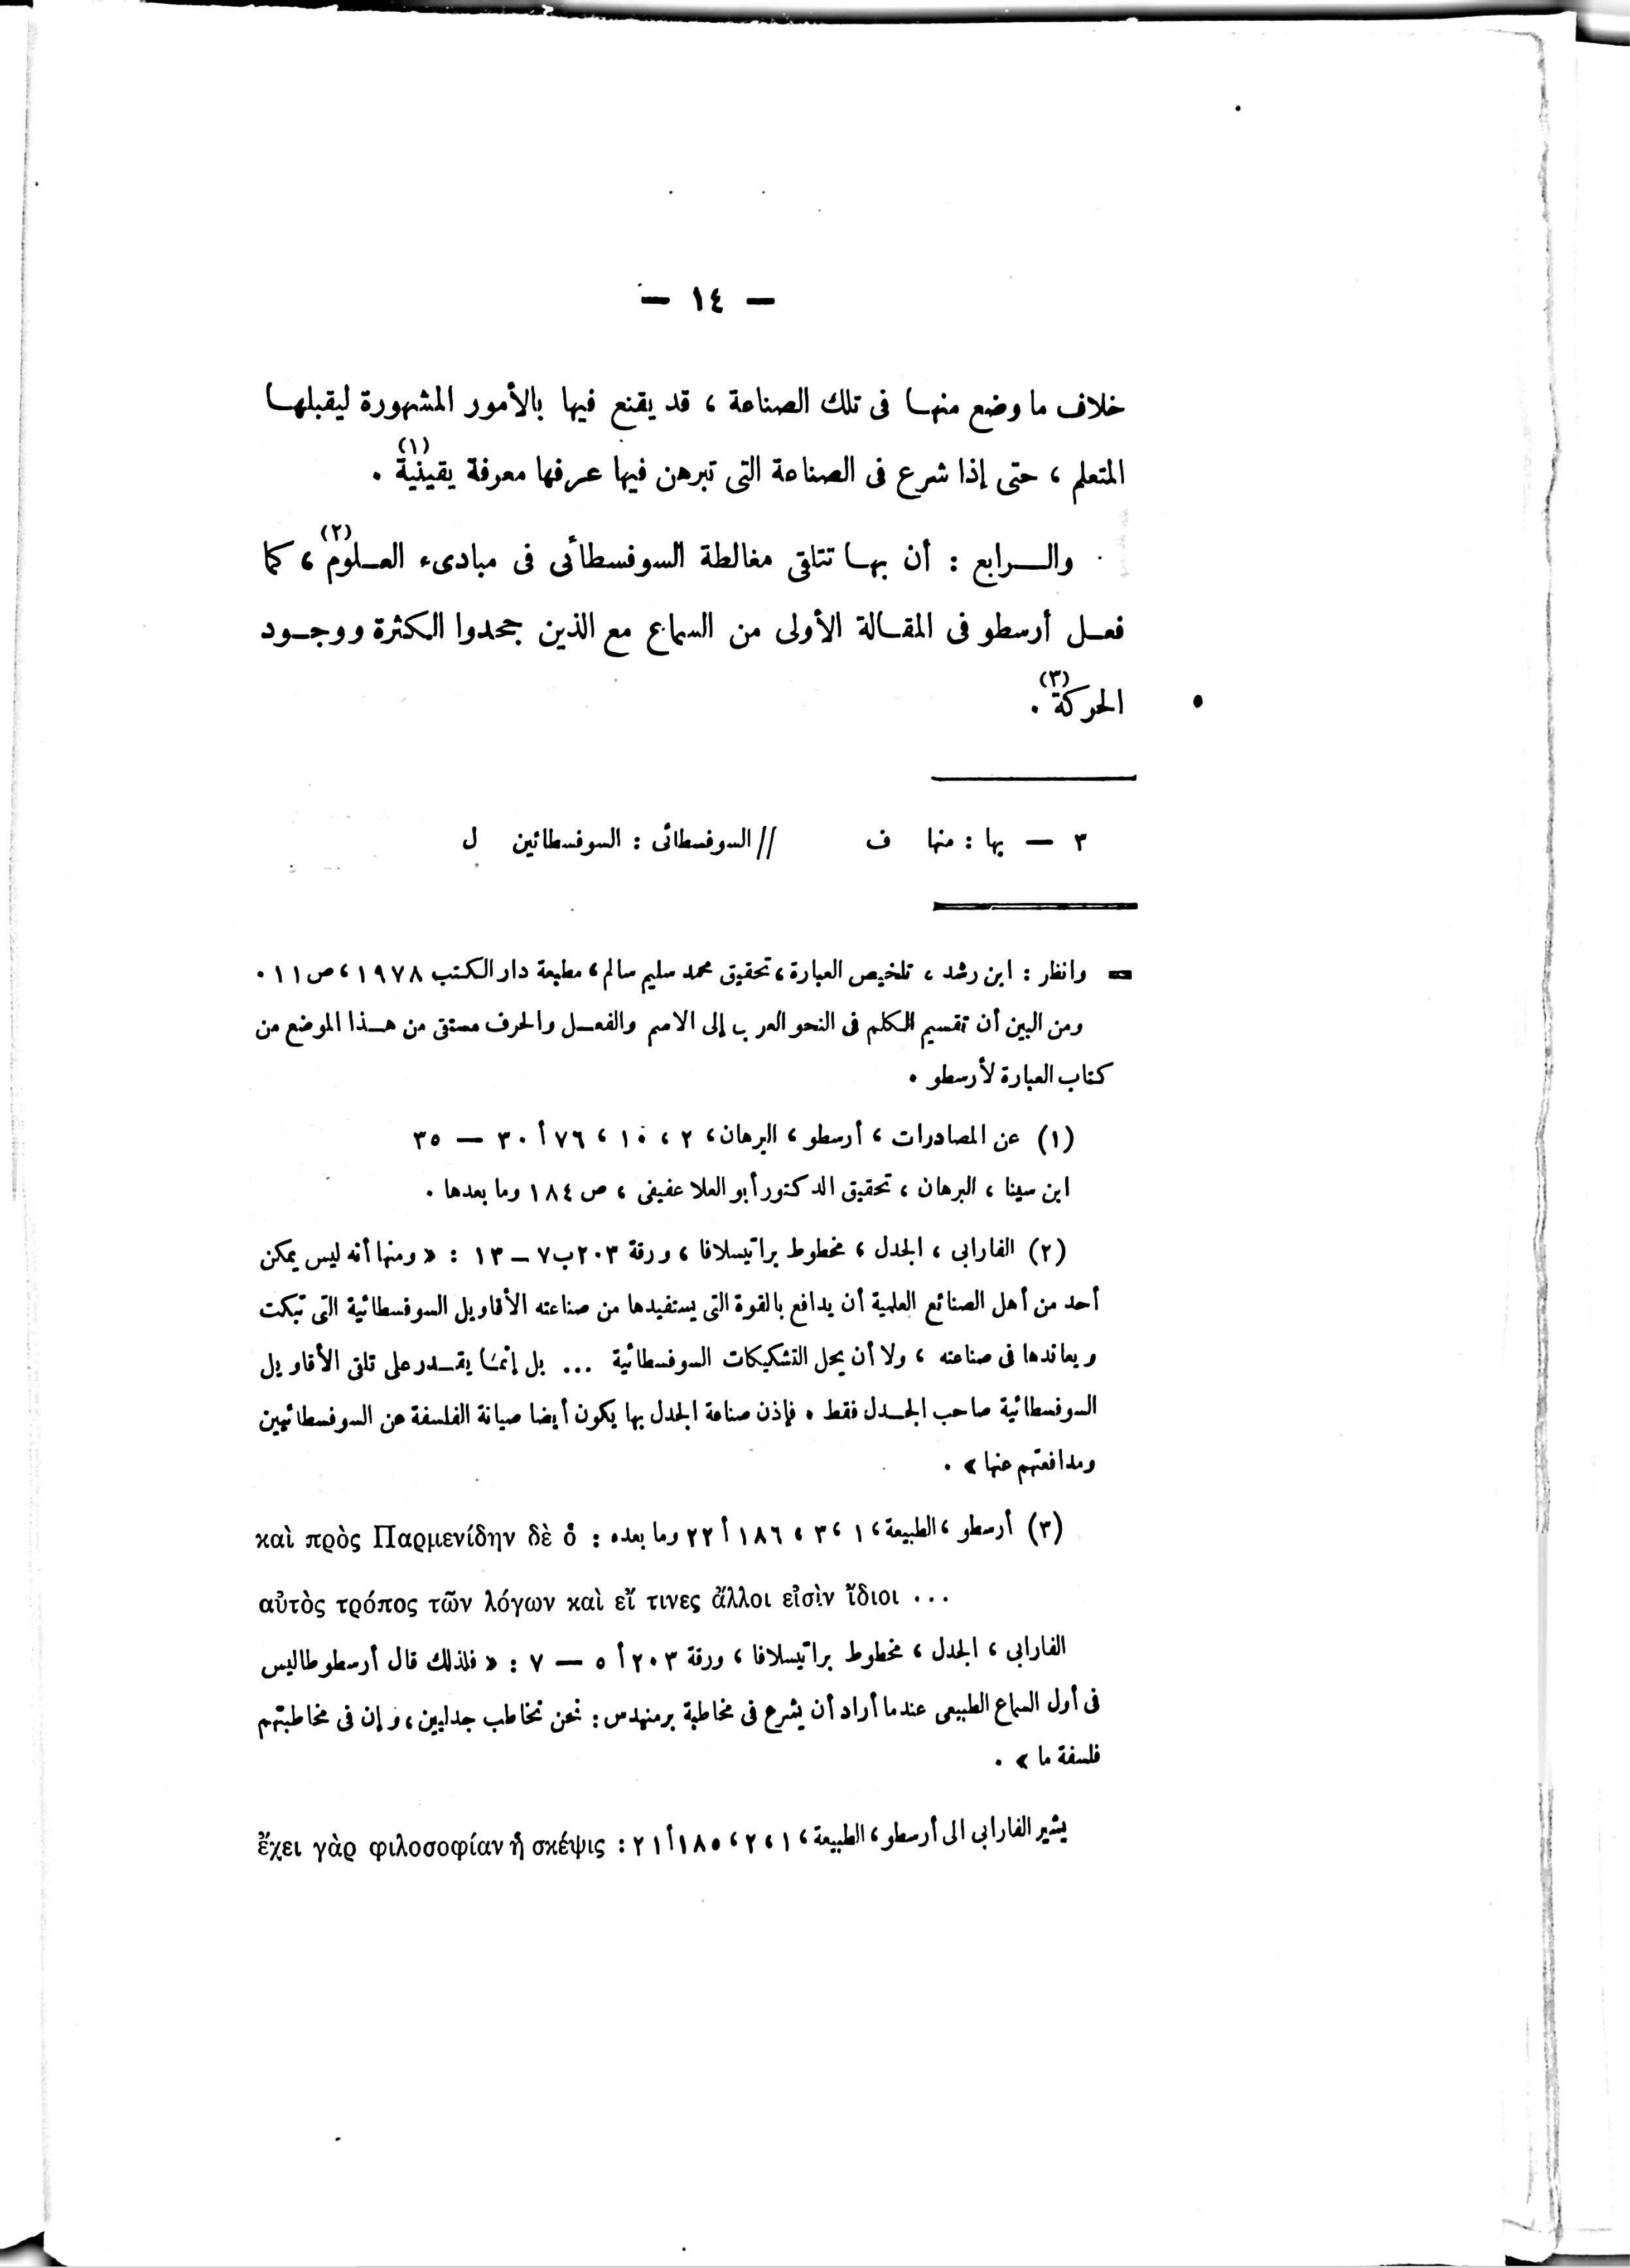 — ١٤ —
خلاف ما وضع منها فى تلك الصناعة ، قد يقنع فيها بالأمور المشهورة ليقبلها
المتعلم ، حتى إذا شرع فى الصناعة التى تبرهن فيها عرفها معرفة يقينية (١) .
والرابع : أن بها تتلقى مغالطة السوفسطائى فى مبادىء العلوم (٢) ، كما
فعل أرسطو فى المقالة الأولى من السماع مع الذين جحدوا الكثرة ووجود
الحركة (٣) .
٣ — بها : منها ف // السوفسطائى : السوفسطائين ل
= وانظر : ابن رشد ، تلخيص العبارة ، تحقيق محمد سليم سالم ، مطبعة دار الكتب ١٩٧٨ ، ص ١١ .
ومن البين أن تقسيم الكلم فى النحو العرب إلى الاسم والفعل والحرف مستق من هذا الموضع من
كتاب العبارة لأرسطو .
(١) عن المصادرات ، أرسطو ، البرهان ، ٢ ، ١٠ ، ٧٦ أ ٣٠ — ٣٥
ابن سينا ، البرهان ، تحقيق الدكتور أبو العلا عفيفى ، ص ١٨٤ وما بعدها .
(٢) الفارابى ، الجدل ، مخطوط براتيسلافا ، ورقة ٢٠٣ ب ٧ – ١٣ : « ومنها أنه ليس يمكن
أحد من أهل الصنائع العلمية أن يدافع بالقوة التى يستفيدها من صناعته الأقاويل السوفسطائية التى تبكت
ويعاندها فى صناعته ، ولا أن يحل التشكيكات السوفسطائية ... بل إنما يقدر على تلقى الأقاويل
السوفسطائية صاحب الجدل فقط . فإذن صناعة الجدل بها يكون أيضا صيانة الفلسفة عن السوفسطائيين
ومدافعتهم عنها » .
(٣) أرسطو ، الطبيعة ، ١ ، ٣ ، ١٨٦ أ ٢٢ وما بعده : καὶ πρὸς Παρμενίδην δὲ ὁ
αὐτὸς τρόπος τῶν λόγων καὶ εἴ τινες ἄλλοι εἰσὶν ἴδιοι ...
الفارابى ، الجدل ، مخطوط براتيسلافا ، ورقة ٢٠٣ أ ٥ — ٧ : « فلذلك قال أرسطوطاليس
فى أول السماع الطبيعى عندما أراد أن يشرع فى مخاطبة برمنهدس : نحن نخاطب جدليين ، وإن فى مخاطبتهم
فلسفة ما » .
يشير الفارابى الى أرسطو ، الطبيعة ، ١ ، ٢ ، ١٨٥ أ ٢١ : ἔχει γὰρ φιλοσοφίαν ἡ σκέψις